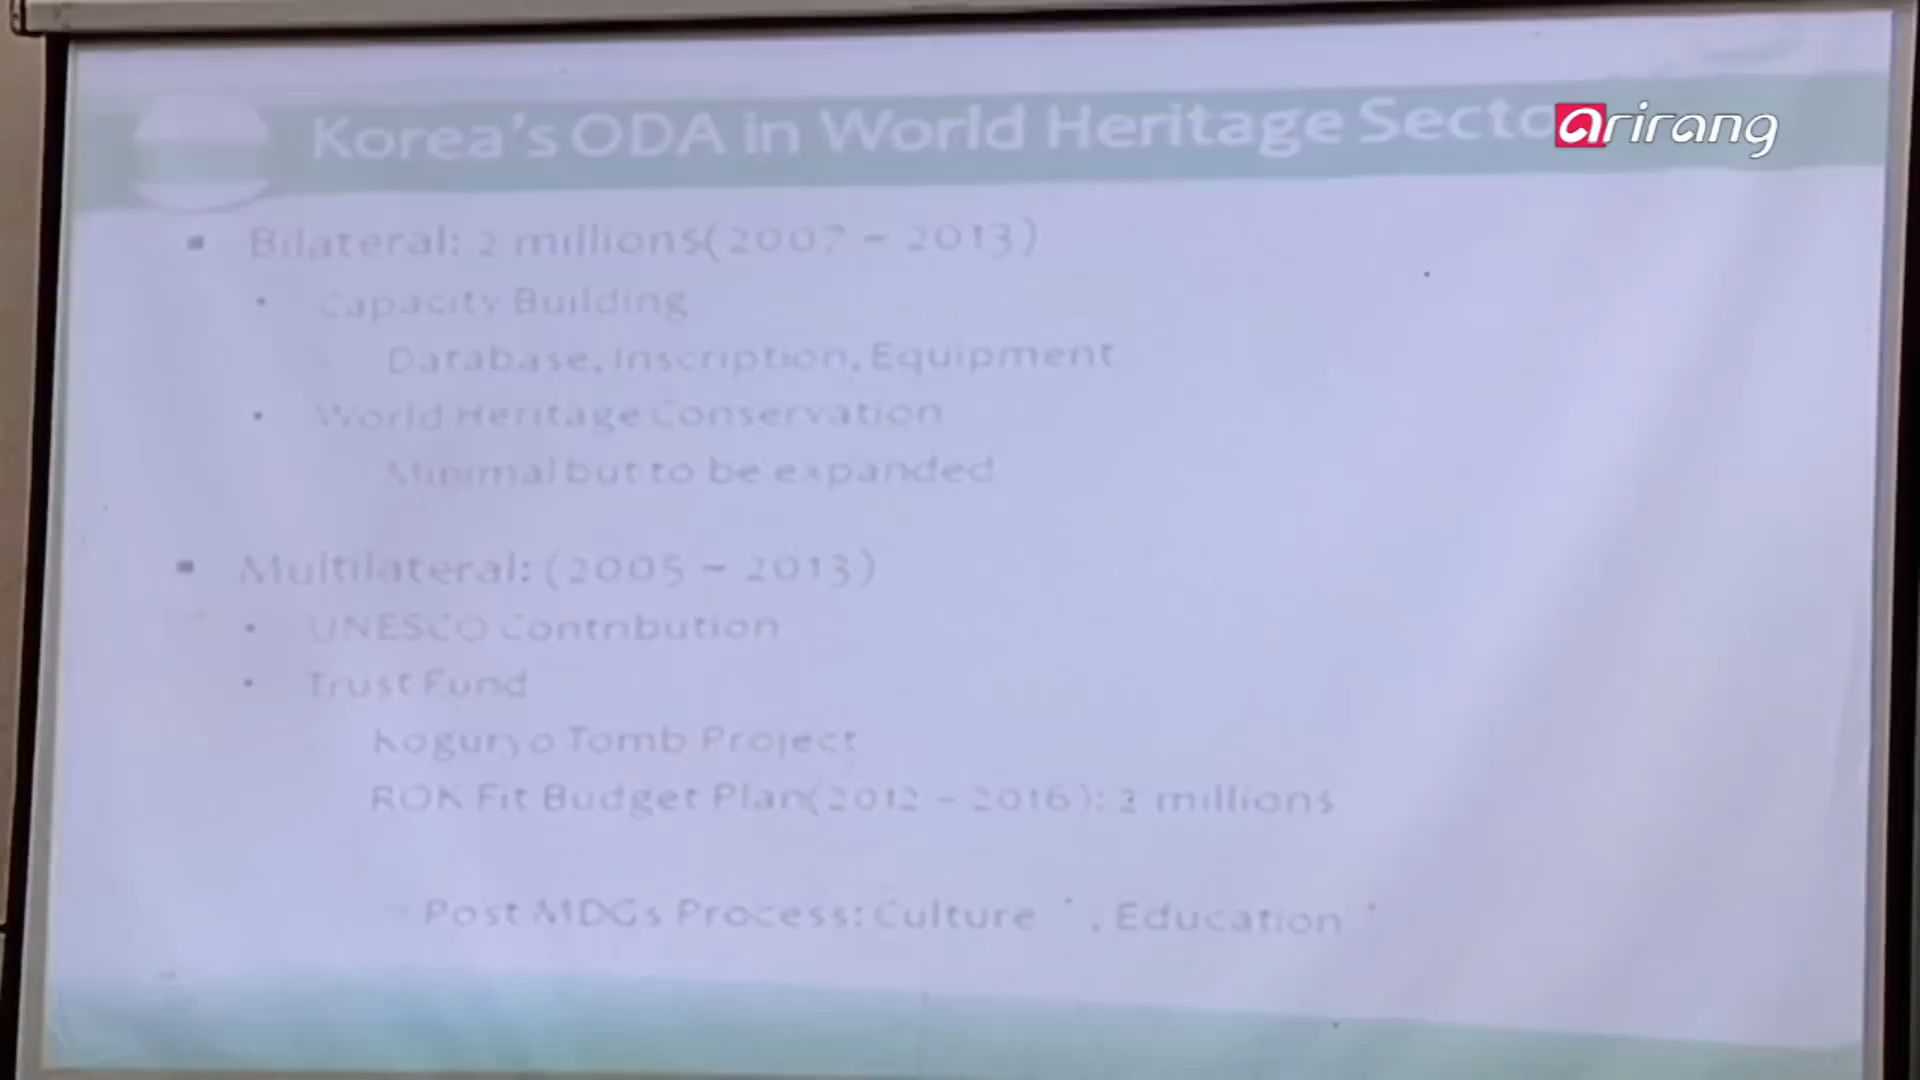 Korea's ODA in World Heritage Secto
arirang
Bilateral: 2 million$(2007 – 2013)
Capacity Building
Database, Inscription, Equipment
World Heritage Conservation
Minimal but to be expanded
Multilateral: (2005 – 2013)
UNESCO Contribution
Trust Fund
Koguryo Tomb Project
ROK Fit Budget Plan(2012 – 2016): million$
Post MDGs Process: Culture , Education